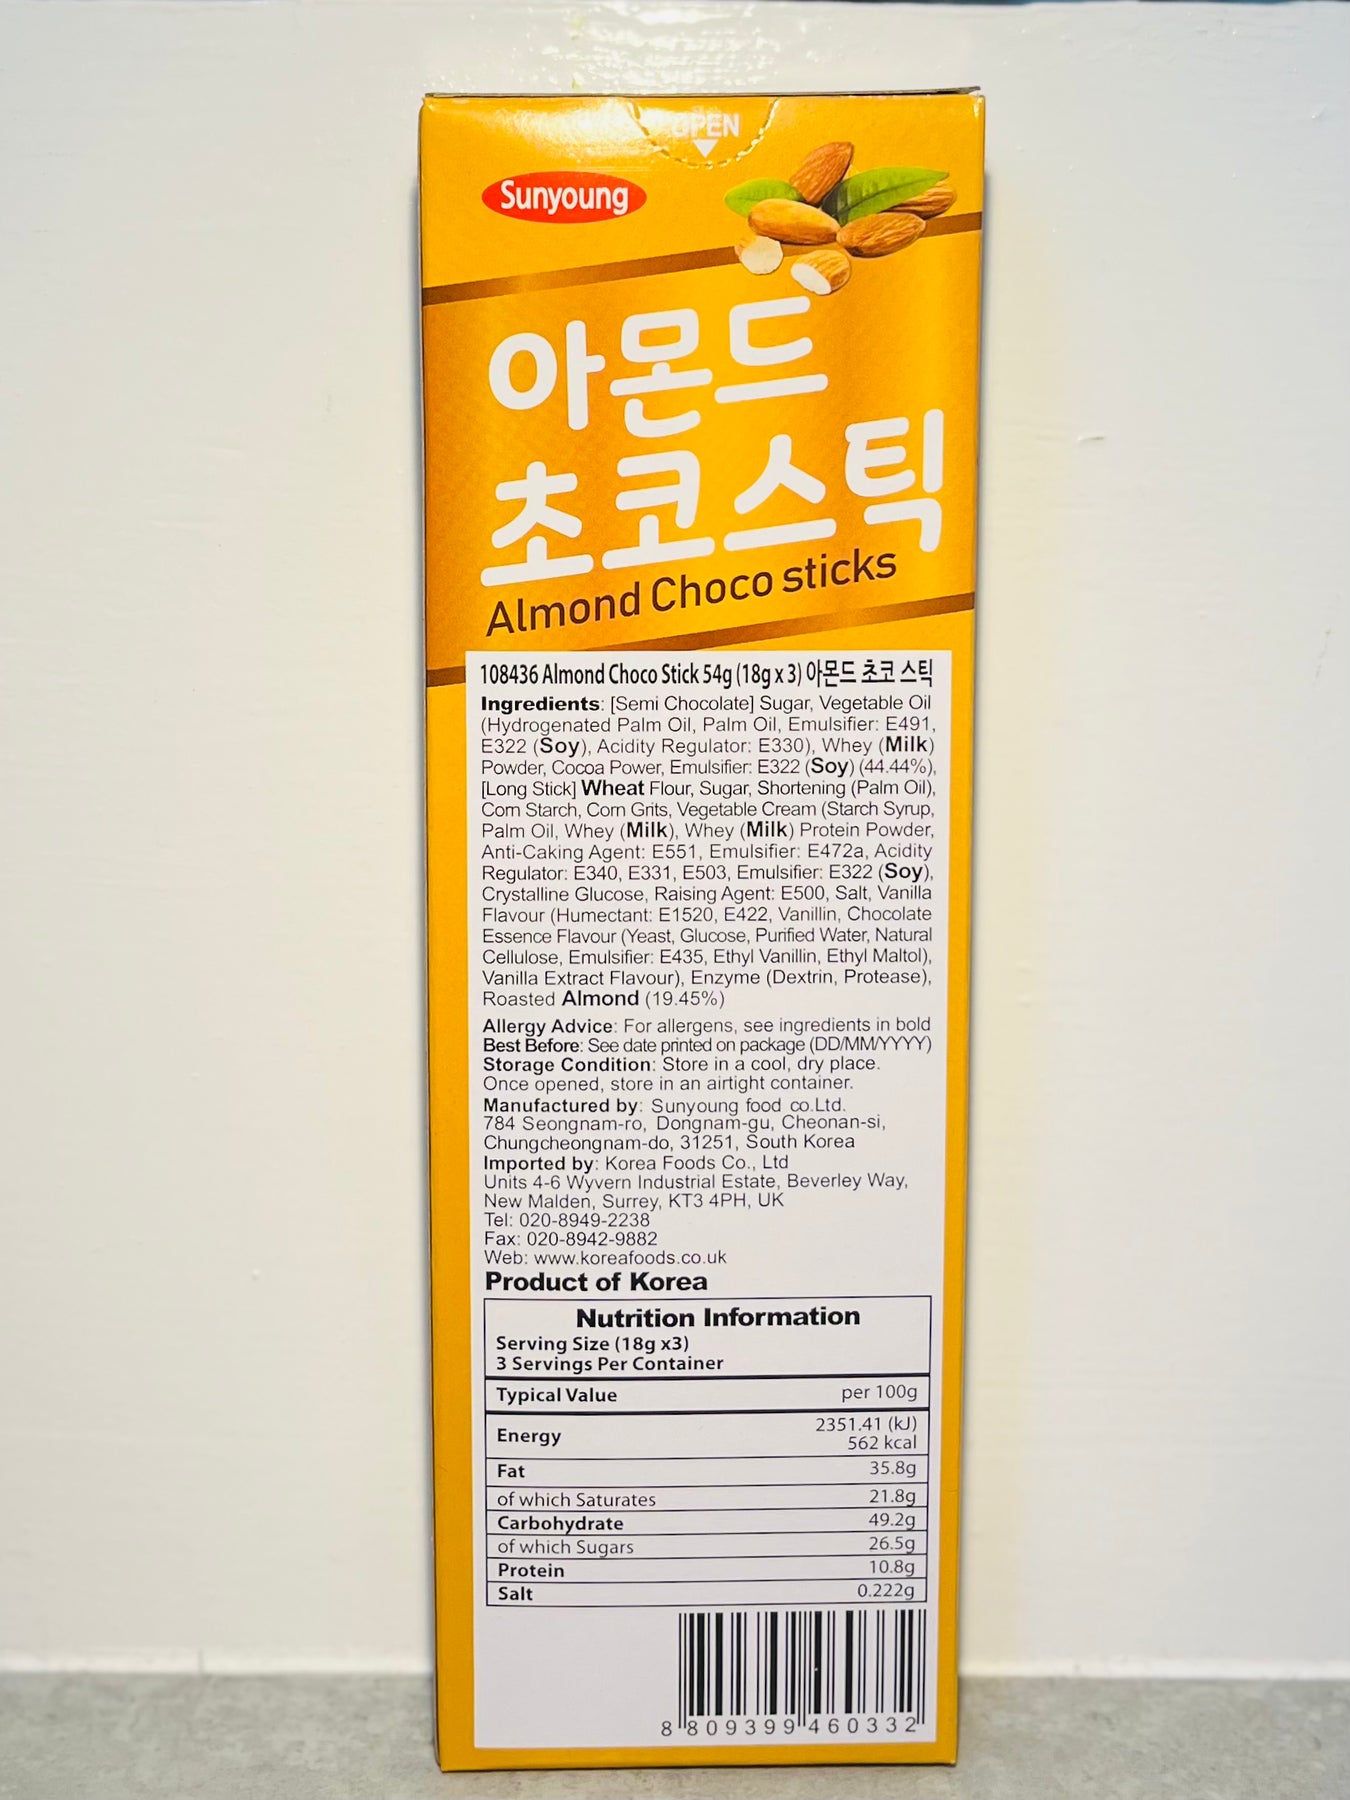 OPEN
Sunyoung
아몬드
초코스틱
Almond Choco sticks
108436 Almond Choco Stick 54g (18g x 3) 아몬드 초코 스틱
Ingredients: [Semi Chocolate] Sugar, Vegetable Oil
(Hydrogenated Palm Oil, Palm Oil, Emulsifier: E491,
E322 (Soy), Acidity Regulator: E330), Whey (Milk)
Powder, Cocoa Power, Emulsifier: E322 (Soy) (44.44%),
[Long Stick] Wheat Flour, Sugar, Shortening (Palm Oil),
Corn Starch, Corn Grits, Vegetable Cream (Starch Syrup,
Palm Oil, Whey (Milk), Whey (Milk) Protein Powder,
Anti-Caking Agent: E551, Emulsifier: E472a, Acidity
Regulator: E340, E331, E503, Emulsifier: E322 (Soy),
Crystalline Glucose, Raising Agent: E500, Salt, Vanilla
Flavour (Humectant: E1520, E422, Vanillin, Chocolate
Essence Flavour (Yeast, Glucose, Purified Water, Natural
Cellulose, Emulsifier: E435, Ethyl Vanillin, Ethyl Maltol),
Vanilla Extract Flavour), Enzyme (Dextrin, Protease),
Roasted Almond (19.45%)
Allergy Advice: For allergens, see ingredients in bold
Best Before: See date printed on package (DD/MM/YYYY)
Storage Condition: Store in a cool, dry place.
Once opened, store in an airtight container.
Manufactured by: Sunyoung food co.Ltd.
784 Seongnam-ro, Dongnam-gu, Cheonan-si,
Chungcheongnam-do, 31251, South Korea
Imported by: Korea Foods Co., Ltd
Units 4-6 Wyvern Industrial Estate, Beverley Way,
New Malden, Surrey, KT3 4PH, UK
Tel: 020-8949-2238
Fax: 020-8942-9882
Web: www.koreafoods.co.uk
Product of Korea
Nutrition Information
Serving Size (18g x3)
3 Servings Per Container
Typical Value per 100g
Energy 2351.41 (kJ)
562 kcal
Fat 35.8g
of which Saturates 21.8g
Carbohydrate 49.2g
of which Sugars 26.5g
Protein 10.8g
Salt 0.222g
8 809399 460332